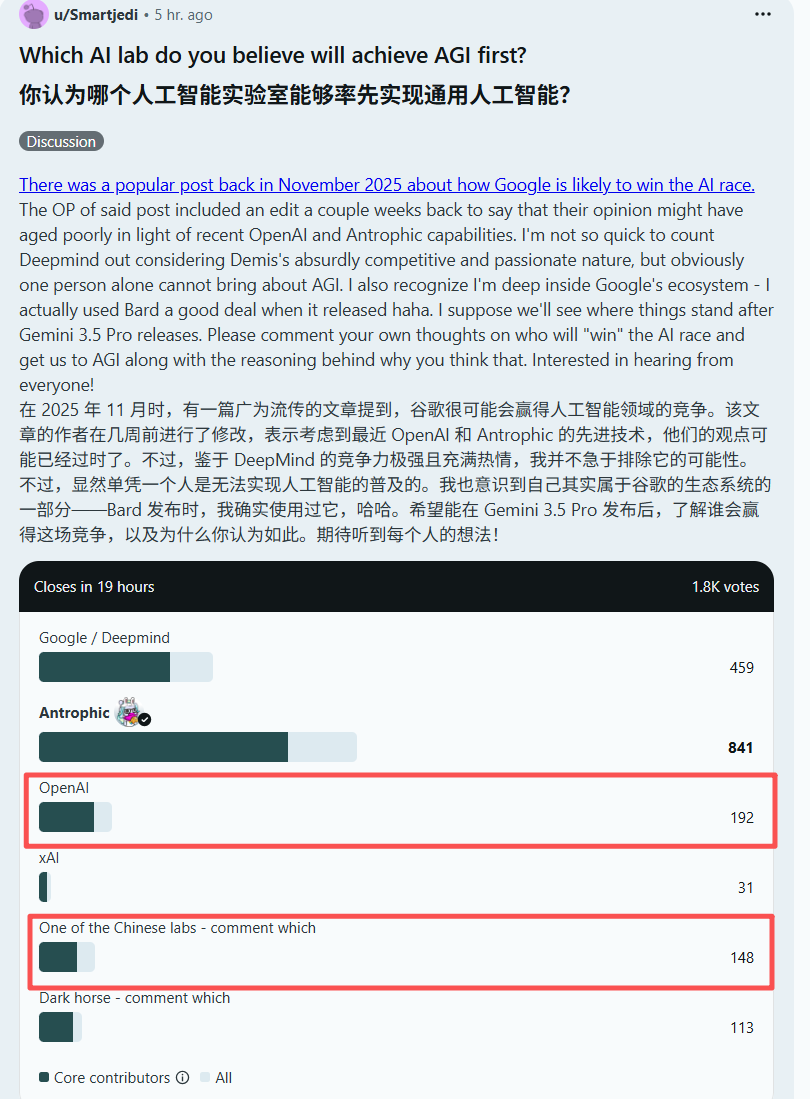 u/Smartjedi • 5 hr. ago
Which AI lab do you believe will achieve AGI first?
你认为哪个人工智能实验室能够率先实现通用人工智能?
Discussion
There was a popular post back in November 2025 about how Google is likely to win the AI race.
The OP of said post included an edit a couple weeks back to say that their opinion might have
aged poorly in light of recent OpenAI and Antrophic capabilities. I'm not so quick to count
Deepmind out considering Demis's absurdly competitive and passionate nature, but obviously
one person alone cannot bring about AGI. I also recognize I'm deep inside Google's ecosystem - I
actually used Bard a good deal when it released haha. I suppose we'll see where things stand after
Gemini 3.5 Pro releases. Please comment your own thoughts on who will "win" the AI race and
get us to AGI along with the reasoning behind why you think that. Interested in hearing from
everyone!
在 2025 年 11 月时，有一篇广为流传的文章提到，谷歌很可能会赢得人工智能领域的竞争。该文
章的作者在几周前进行了修改，表示考虑到最近 OpenAI 和 Antrophic 的先进技术，他们的观点可
能已经过时了。不过，鉴于 DeepMind 的竞争力极强且充满热情，我并不急于排除它的可能性。
不过，显然单凭一个人是无法实现人工智能的普及的。我也意识到自己其实属于谷歌的生态系统的
一部分——Bard 发布时，我确实使用过它，哈哈。希望能在 Gemini 3.5 Pro 发布后，了解谁会赢
得这场竞争，以及为什么你认为如此。期待听到每个人的想法！
Closes in 19 hours 1.8K votes
Google / Deepmind
459
Antrophic
841
OpenAI
192
xAI
31
One of the Chinese labs - comment which
148
Dark horse - comment which
113
Core contributors All